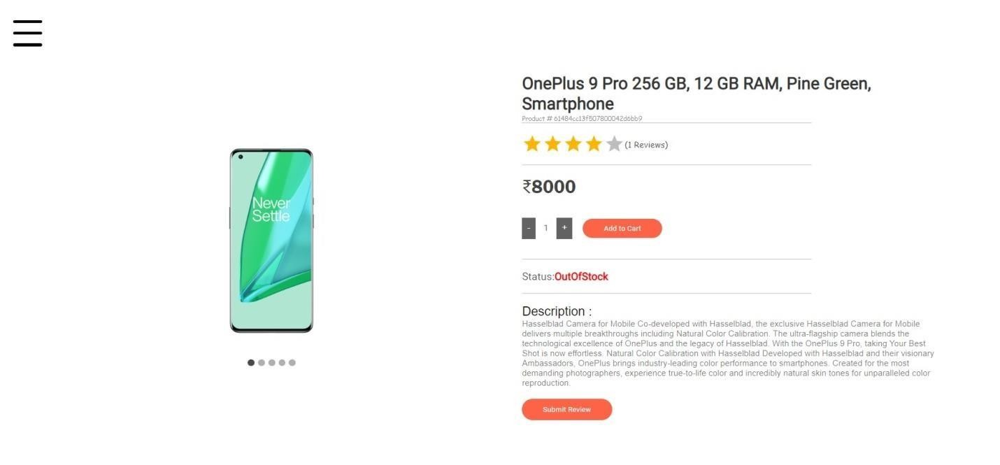 OnePlus 9 Pro 256 GB, 12 GB RAM, Pine Green,
Smartphone
Product # 61484cc13f507800042d6bb9
(1 Reviews)
Never
Settle
₹8000
- 1 + Add to Cart
Status:OutOfStock
Description :
Hasselblad Camera for Mobile Co-developed with Hasselblad, the exclusive Hasselblad Camera for Mobile
delivers multiple breakthroughs including Natural Color Calibration. The ultra-flagship camera blends the
technological excellence of OnePlus and the legacy of Hasselblad. With the OnePlus 9 Pro, taking Your Best
Shot is now effortless. Natural Color Calibration with Hasselblad Developed with Hasselblad and their visionary
Ambassadors, OnePlus brings industry-leading color performance to smartphones. Created for the most
demanding photographers, experience true-to-life color and incredibly natural skin tones for unparalleled color
reproduction.
Submit Review